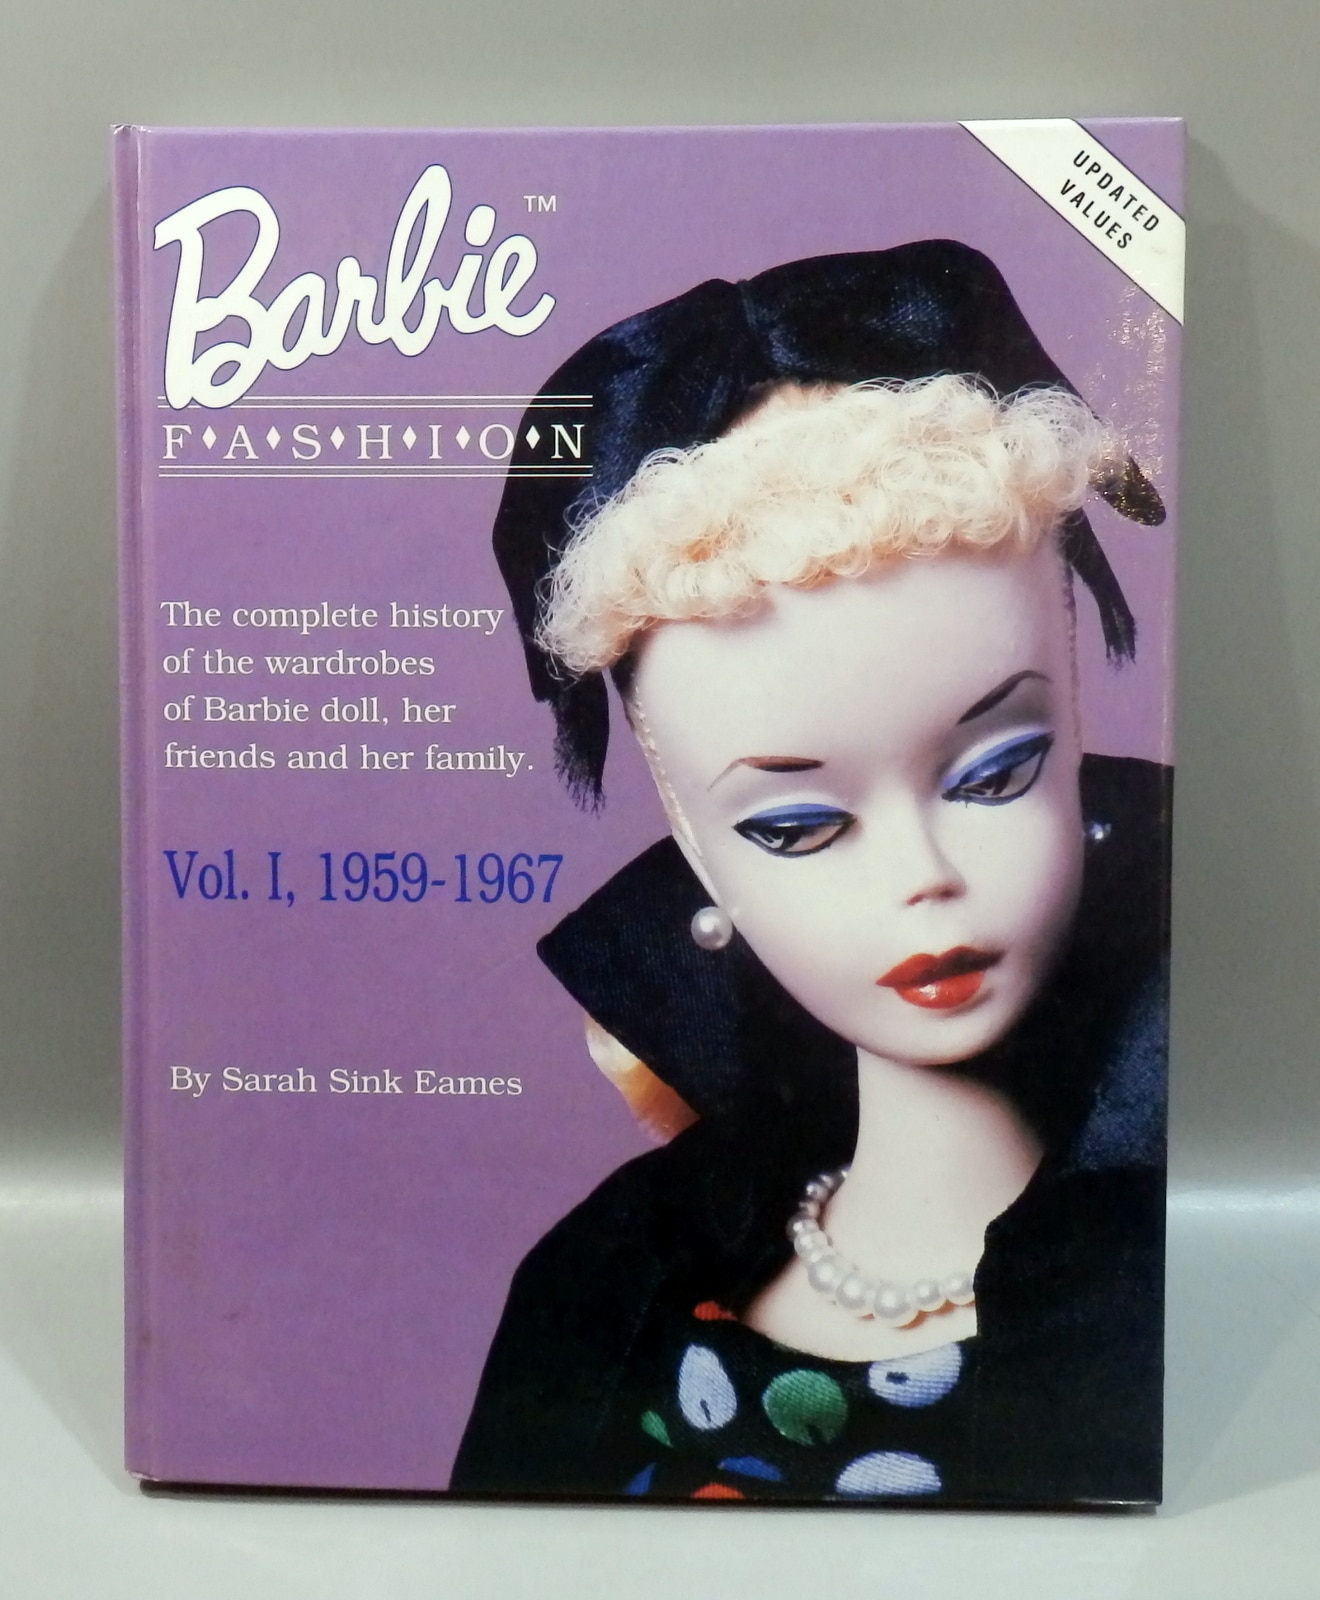 Barbie™
F♦A♦S♦H♦I♦O♦N
UPDATED
VALUES
The complete history
of the wardrobes
of Barbie doll, her
friends and her family.
Vol. I, 1959-1967
By Sarah Sink Eames